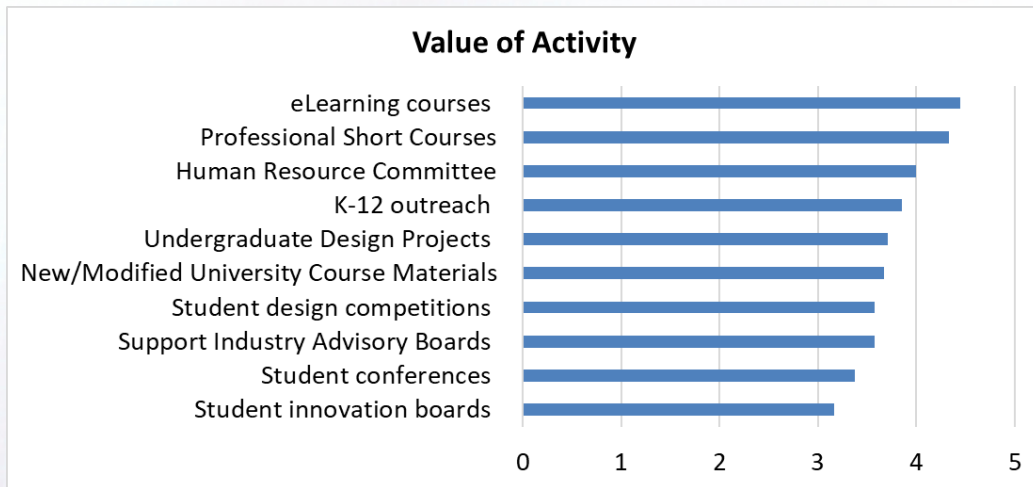 Value of Activity
eLearning courses
Professional Short Courses
Human Resource Committee
K-12 outreach
Undergraduate Design Projects
New/Modified University Course Materials
Student design competitions
Support Industry Advisory Boards
Student conferences
Student innovation boards
0 1 2 3 4 5